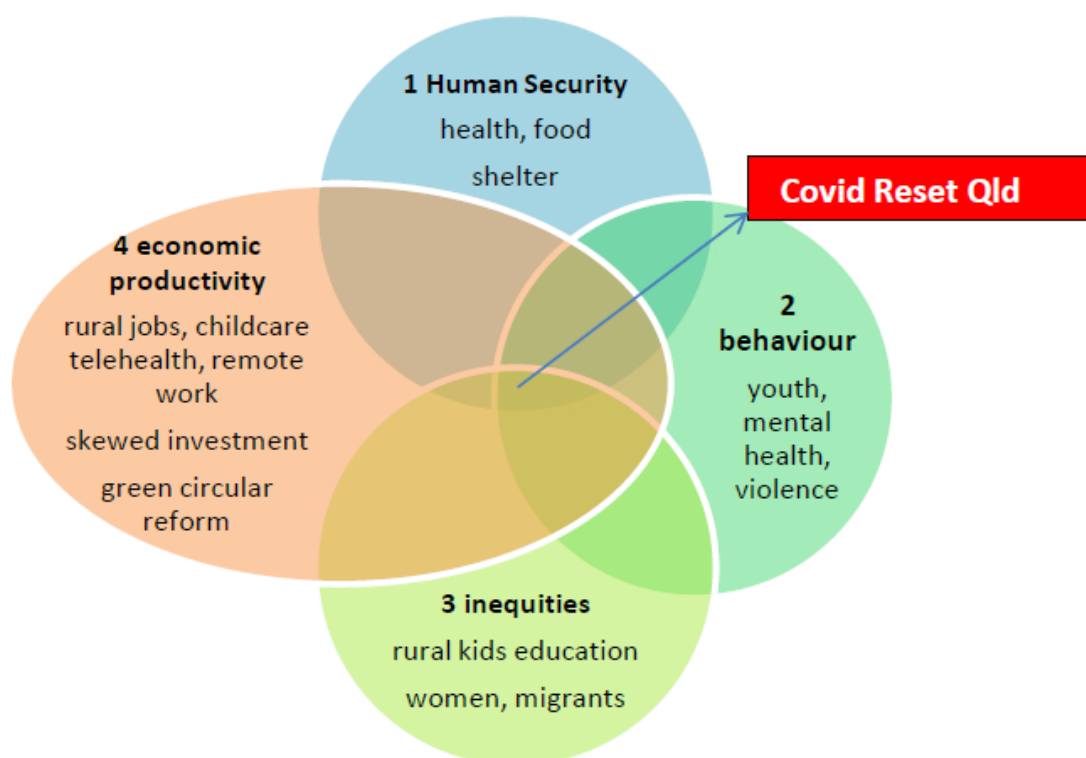 1 Human Security
health, food
shelter
Covid Reset Qld
2
behaviour
youth,
mental
health,
violence
3 inequities
rural kids education
women, migrants
4 economic
productivity
rural jobs, childcare
telehealth, remote
work
skewed investment
green circular
reform